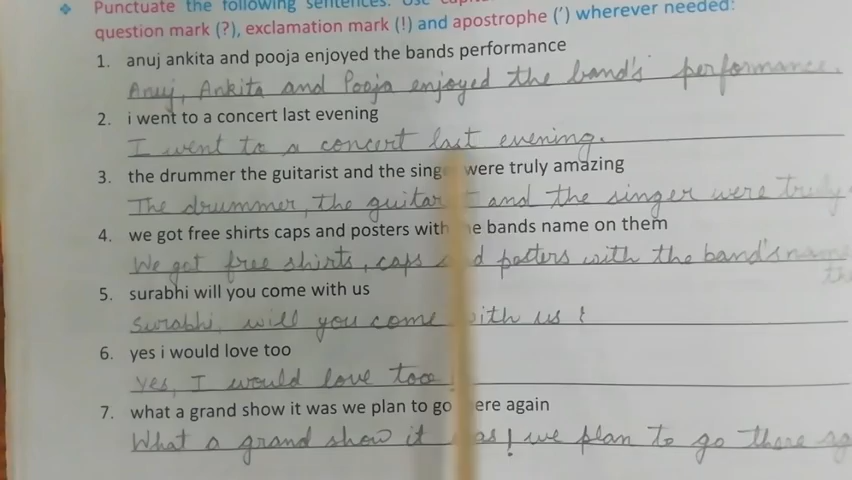 Punctuate the following sentences. Use
question mark (?), exclamation mark (!) and apostrophe (’) wherever needed:
1. anuj ankita and pooja enjoyed the bands performance
Anuj, Ankita and Pooja enjoyed the band's performance.
2. i went to a concert last evening
I went to a concert last evening.
3. the drummer the guitarist and the sing were truly amazing
The drummer, the guitar and the singer were truly
4. we got free shirts caps and posters with e bands name on them
We got free shirts, caps d posters with the band's name
th
5. surabhi will you come with us
Surabhi, will you come ith us ?
6. yes i would love too
Yes, I would love too
7. what a grand show it was we plan to go ere again
What a grand show it as! we plan to go there ag